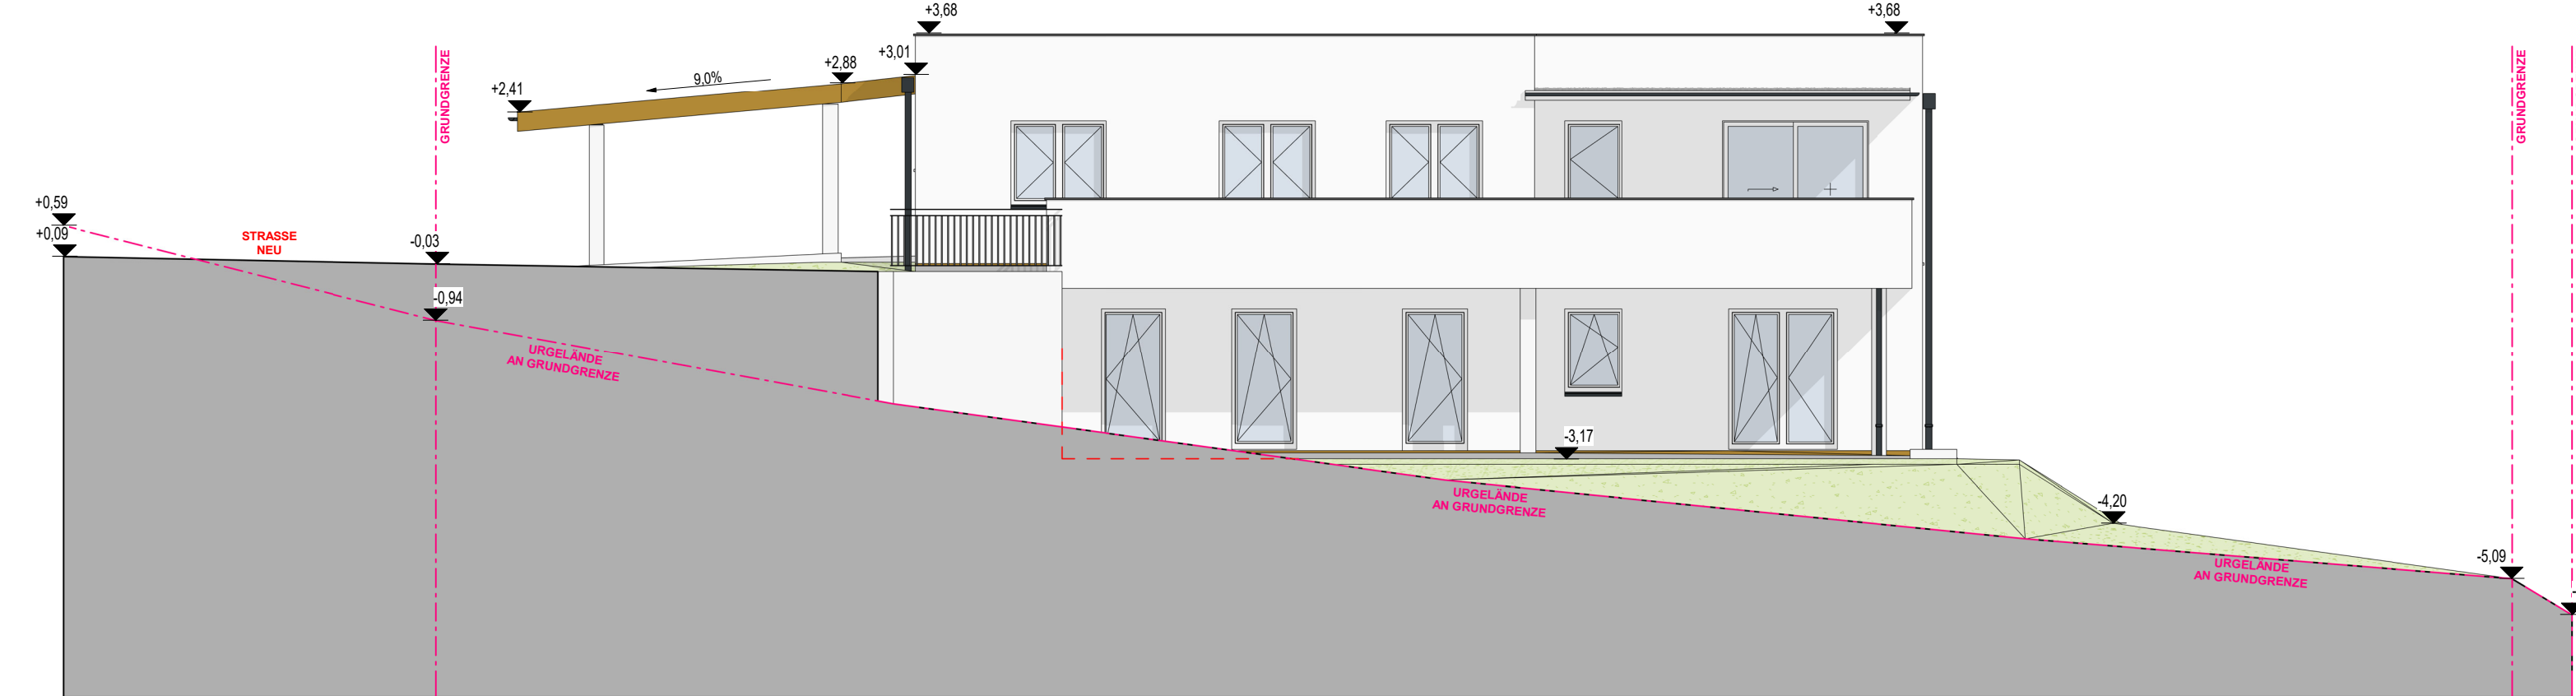 +3,68
+3,68
+3,01
+2,88
9,0%
+2,41
GRUNDGRENZE
GRUNDGRENZE
+0,59
+0,09
STRASSE
NEU
-0,03
-0,94
URGELÄNDE
AN GRUNDGRENZE
-3,17
URGELÄNDE
AN GRUNDGRENZE
-4,20
-5,09
URGELÄNDE
AN GRUNDGRENZE